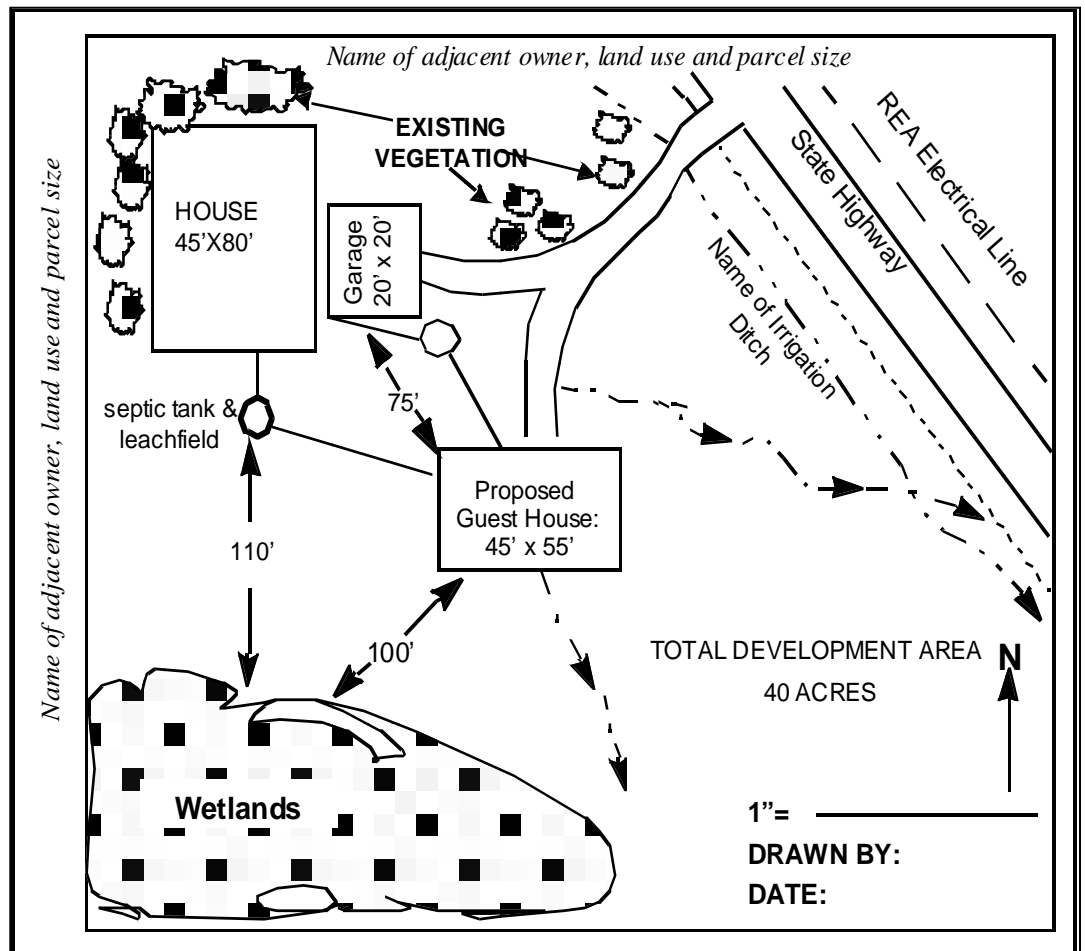 Name of adjacent owner, land use and parcel size
Name of adjacent owner, land use and parcel size
EXISTING
VEGETATION
HOUSE
45'X80'
Garage
20' x 20'
State Highway
REA Electrical Line
Name of Irrigation
Ditch
septic tank &
leachfield
75'
Proposed
Guest House:
45' x 55'
110'
100'
TOTAL DEVELOPMENT AREA
40 ACRES
N
Wetlands
1”=
DRAWN BY:
DATE: